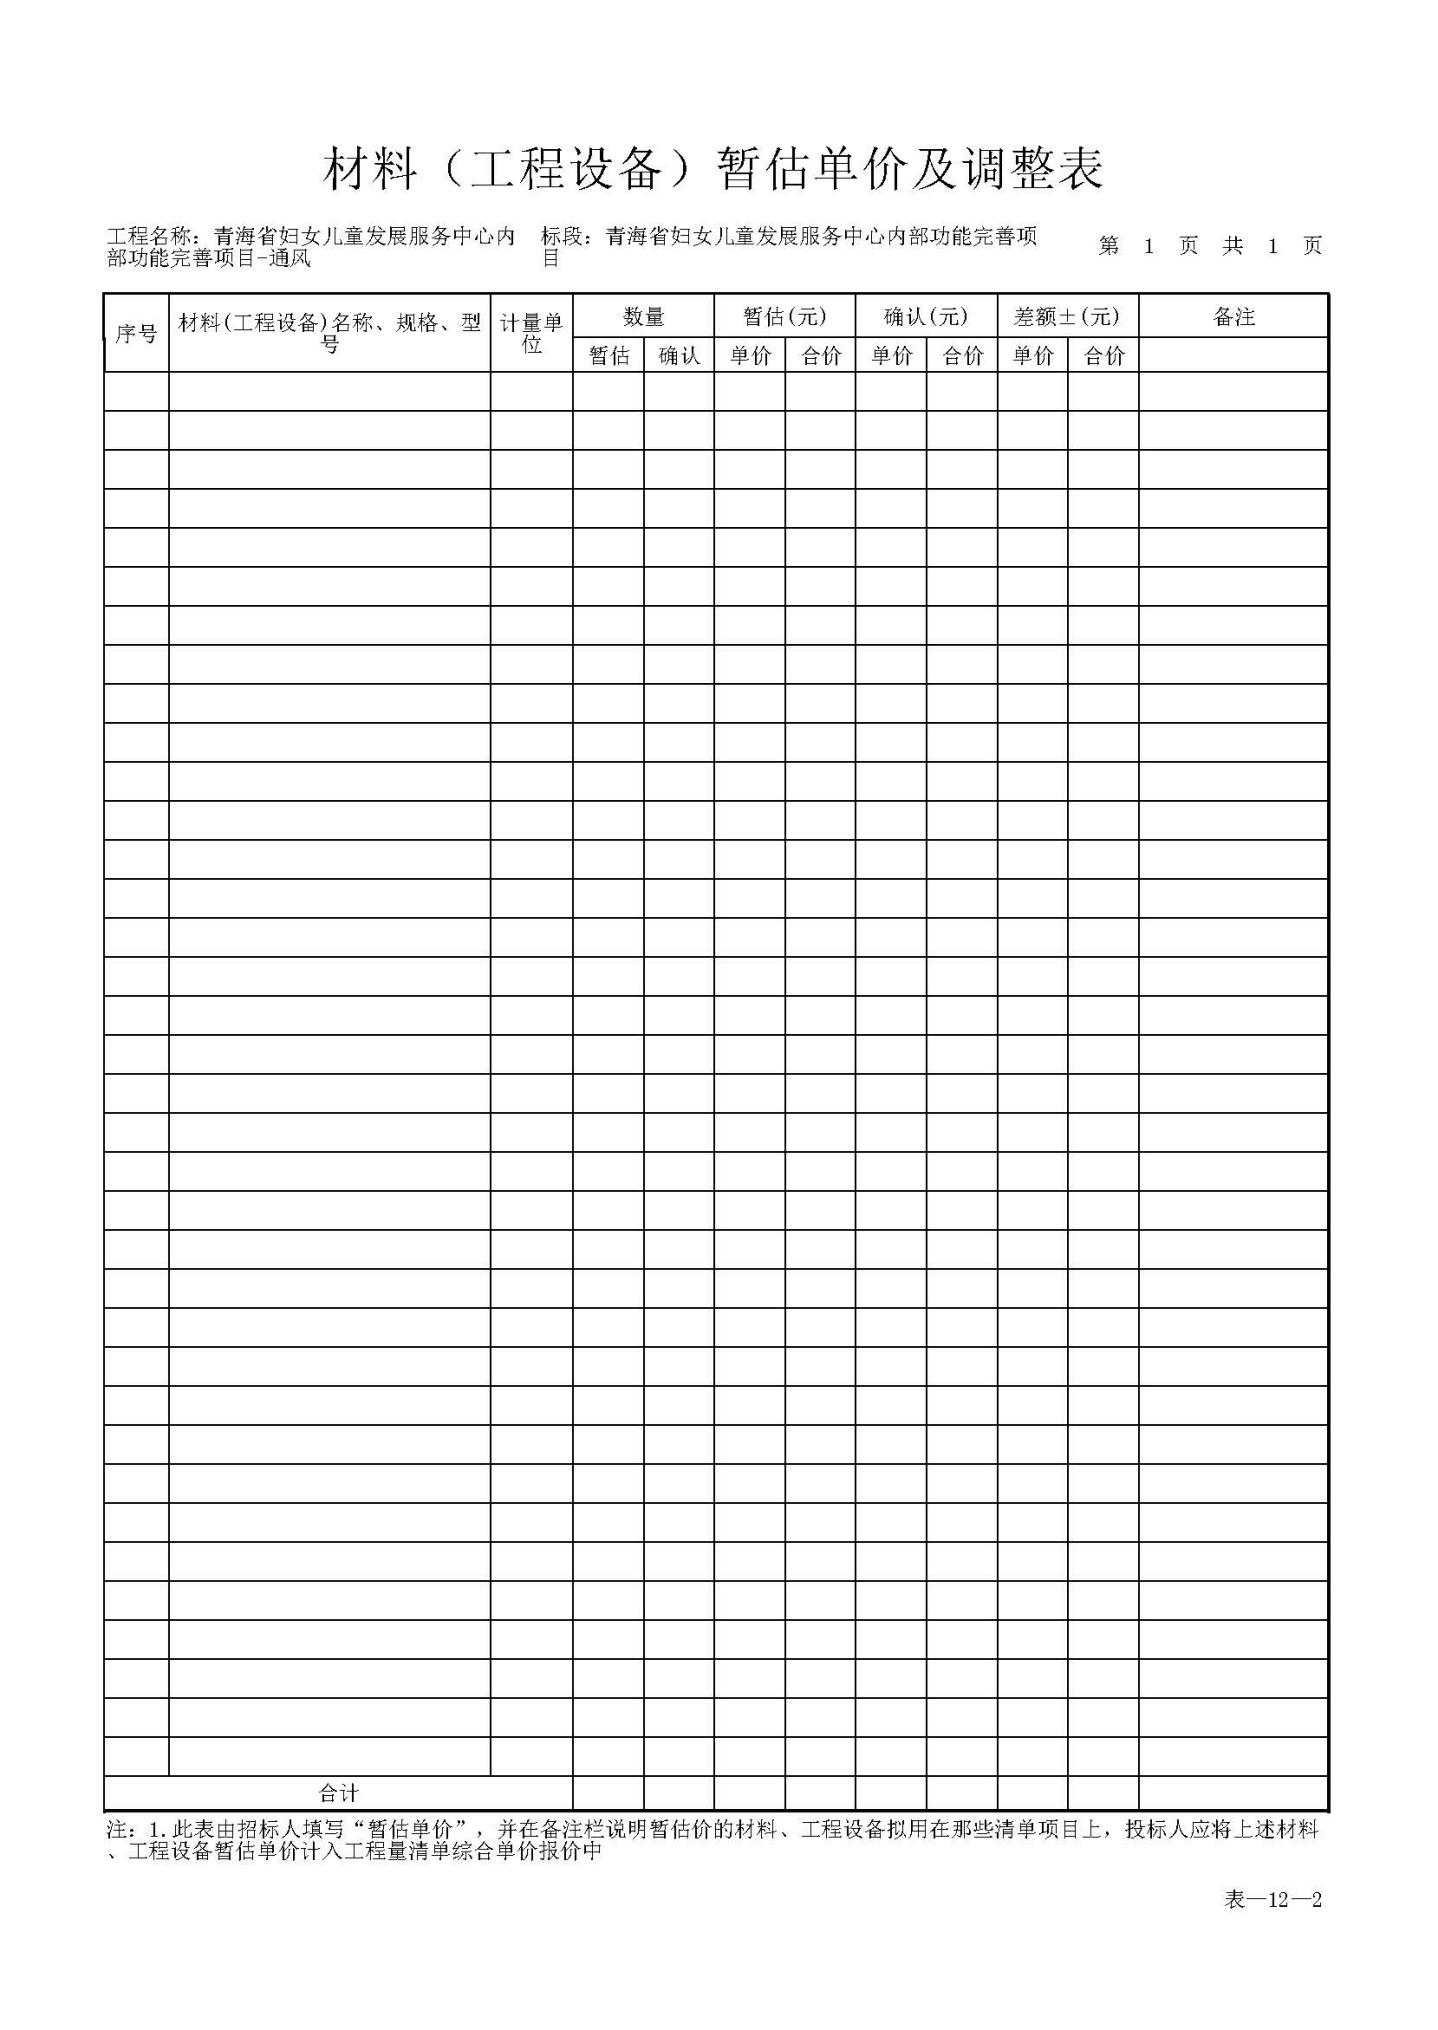 材料（工程设备）暂估单价及调整表
工程名称：青海省妇女儿童发展服务中心内
部功能完善项目-通风
标段：青海省妇女儿童发展服务中心内部功能完善项
目
第 1 页 共 1 页
序号
材料(工程设备)名称、规格、型
号
计量单
位
数量
暂估(元)
确认(元)
差额±(元)
备注
暂估
确认
单价
合价
单价
合价
单价
合价
合计
注：1.此表由招标人填写“暂估单价”，并在备注栏说明暂估价的材料、工程设备拟用在那些清单项目上，投标人应将上述材料
、工程设备暂估单价计入工程量清单综合单价报价中
表—12—2